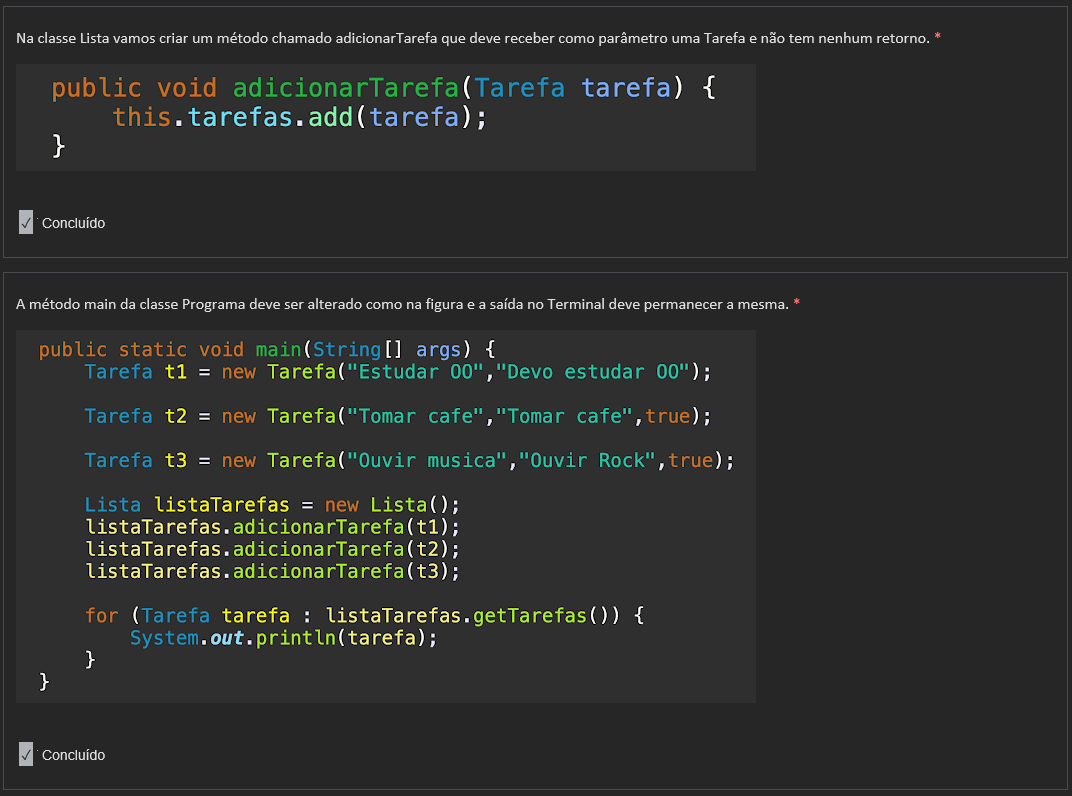 Na classe Lista vamos criar um método chamado adicionarTarefa que deve receber como parâmetro uma Tarefa e não tem nenhum retorno. *
public void adicionarTarefa(Tarefa tarefa) {
    this.tarefas.add(tarefa);
}
Concluído
A método main da classe Programa deve ser alterado como na figura e a saída no Terminal deve permanecer a mesma. *
public static void main(String[] args) {
    Tarefa t1 = new Tarefa("Estudar OO","Devo estudar OO");
    Tarefa t2 = new Tarefa("Tomar cafe","Tomar cafe",true);
    Tarefa t3 = new Tarefa("Ouvir musica","Ouvir Rock",true);
    Lista listaTarefas = new Lista();
    listaTarefas.adicionarTarefa(t1);
    listaTarefas.adicionarTarefa(t2);
    listaTarefas.adicionarTarefa(t3);
    for (Tarefa tarefa : listaTarefas.getTarefas()) {
        System.out.println(tarefa);
    }
}
Concluído